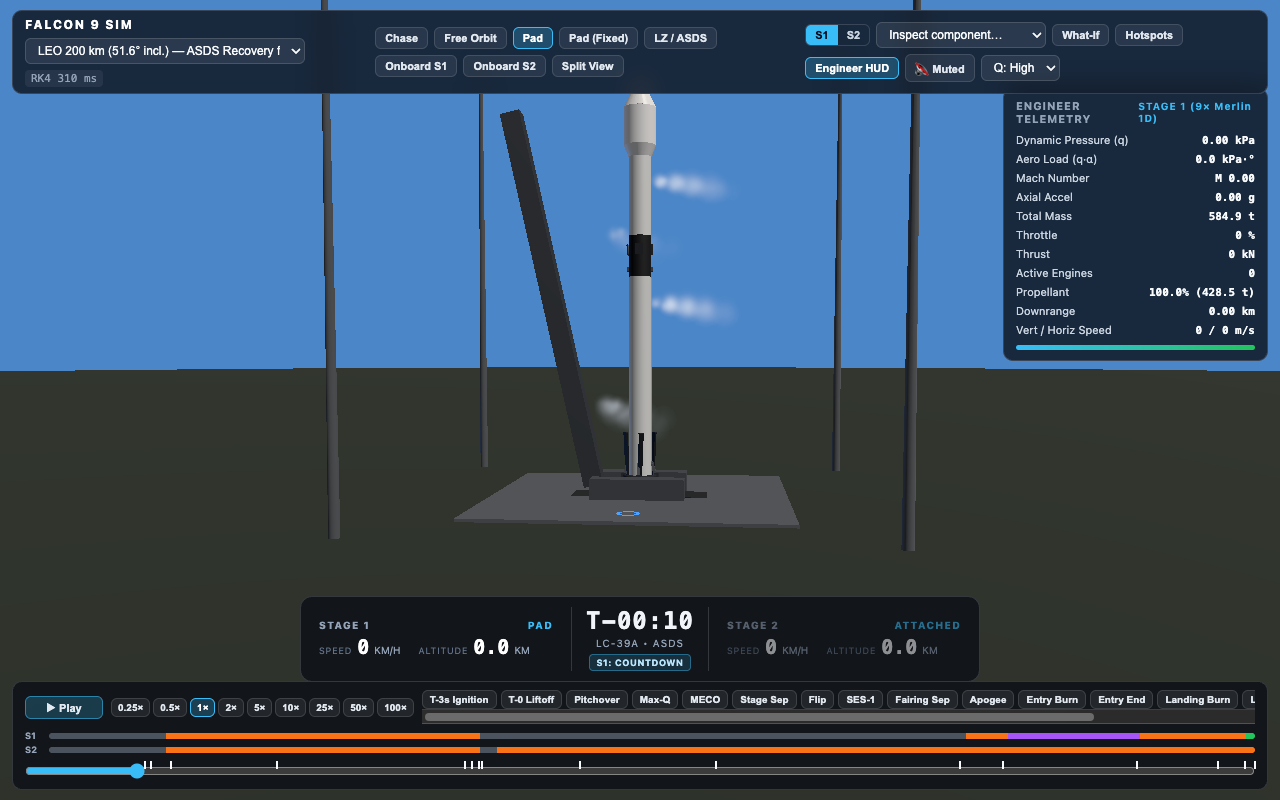 FALCON 9 SIM
LEO 200 km (51.6° incl.) — ASDS Recovery f
RK4 310 ms
Chase Free Orbit Pad Pad (Fixed) LZ / ASDS
Onboard S1 Onboard S2 Split View
S1 S2 Inspect component… What-If Hotspots
Engineer HUD Muted Q: High
ENGINEER TELEMETRY
STAGE 1 (9× Merlin 1D)
Dynamic Pressure (q) 0.00 kPa
Aero Load (q·α) 0.0 kPa·°
Mach Number M 0.00
Axial Accel 0.00 g
Total Mass 584.9 t
Throttle 0 %
Thrust 0 kN
Active Engines 0
Propellant 100.0% (428.5 t)
Downrange 0.00 km
Vert / Horiz Speed 0 / 0 m/s
STAGE 1 PAD
SPEED 0 KM/H ALTITUDE 0.0 KM
T−00:10
LC-39A • ASDS
S1: COUNTDOWN
STAGE 2 ATTACHED
SPEED 0 KM/H ALTITUDE 0.0 KM
Play 0.25× 0.5× 1× 2× 5× 10× 25× 50× 100×
T-3s Ignition T-0 Liftoff Pitchover Max-Q MECO Stage Sep Flip SES-1 Fairing Sep Apogee Entry Burn Entry End Landing Burn L
S1
S2